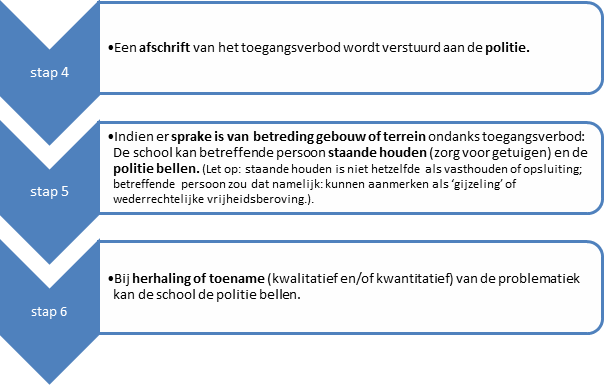 stap 4
•Een afschrift van het toegangsverbod wordt verstuurd aan de politie.
stap 5
•Indien er sprake is van betreding gebouw of terrein ondanks toegangsverbod:
De school kan betreffende persoon staande houden (zorg voor getuigen) en de
politie bellen. (Let op: staande houden is niet hetzelfde als vasthouden of opsluiting;
betreffende persoon zou dat namelijk: kunnen aanmerken als ‘gijzeling’ of
wederrechtelijke vrijheidsberoving.).
stap 6
•Bij herhaling of toename (kwalitatief en/of kwantitatief) van de problematiek
kan de school de politie bellen.